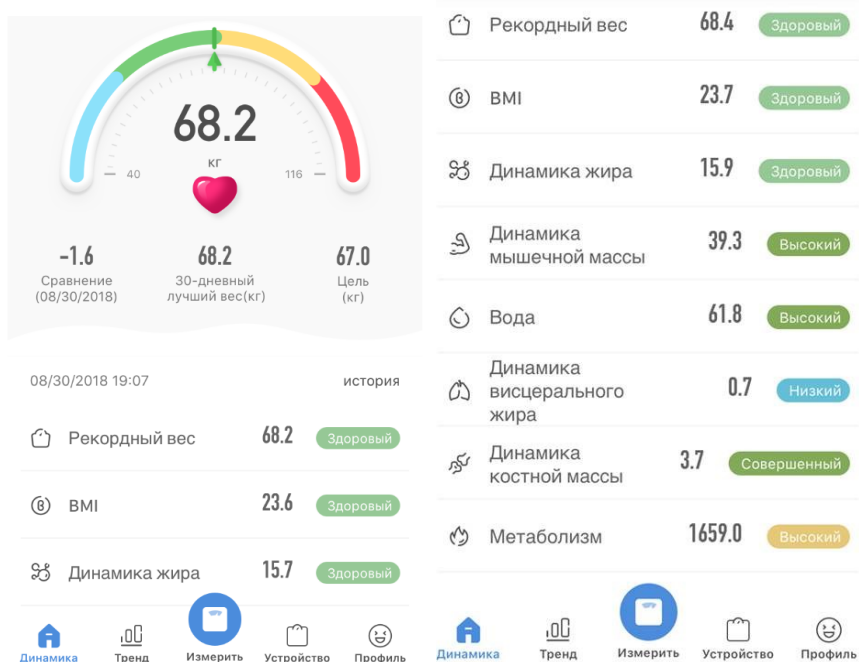 68.2
кг
40
116
-1.6
68.2
67.0
Сравнение
(08/30/2018)
30-дневный
лучший вес(кг)
Цель
(кг)
08/30/2018 19:07
история
Рекордный вес 68.2 Здоровый
BMI 23.6 Здоровый
Динамика жира 15.7 Здоровый
Динамика Тренд Измерить Устройство Профиль
Рекордный вес 68.4 Здоровый
BMI 23.7 Здоровый
Динамика жира 15.9 Здоровый
Динамика
мышечной массы 39.3 Высокий
Вода 61.8 Высокий
Динамика
висцерального 0.7 Низкий
жира
Динамика
костной массы 3.7 Совершенный
Метаболизм 1659.0 Высокий
Динамика Тренд Измерить Устройство Профиль